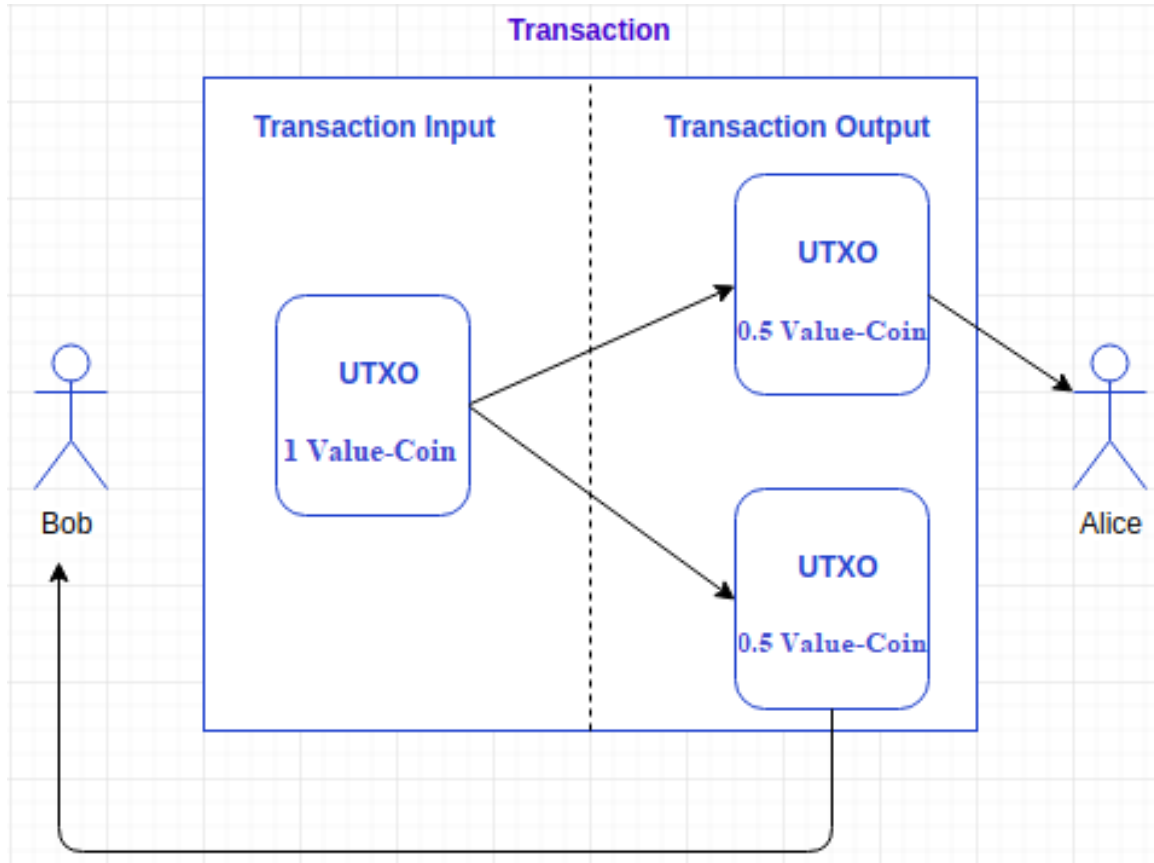 Transaction
Transaction Input
Transaction Output
UTXO
1 Value-Coin
UTXO
0.5 Value-Coin
UTXO
0.5 Value-Coin
Bob
Alice